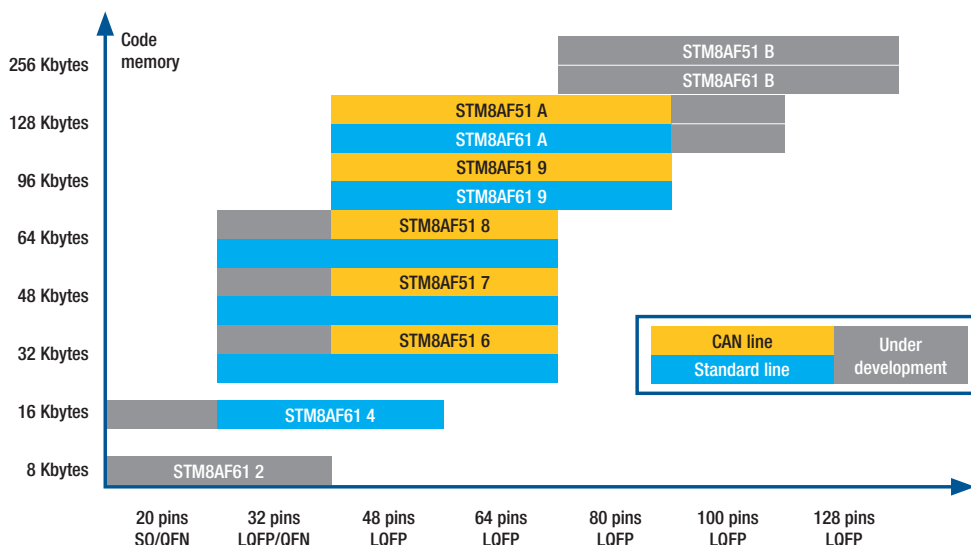 Code
memory
256 Kbytes
STM8AF51 B
STM8AF61 B
128 Kbytes
STM8AF51 A
STM8AF61 A
96 Kbytes
STM8AF51 9
STM8AF61 9
64 Kbytes
STM8AF51 8
48 Kbytes
STM8AF51 7
32 Kbytes
STM8AF51 6
CAN line
Standard line
Under
development
16 Kbytes
STM8AF61 4
8 Kbytes
STM8AF61 2
20 pins
SO/QFN
32 pins
LQFP/QFN
48 pins
LQFP
64 pins
LQFP
80 pins
LQFP
100 pins
LQFP
128 pins
LQFP